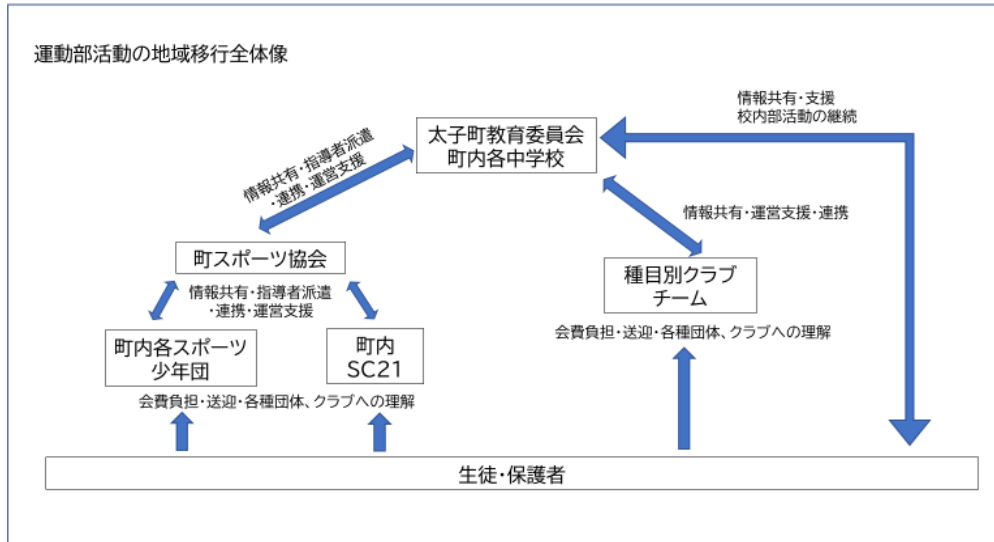 運動部活動の地域移行全体像
情報共有・支援
校内部活動の継続
太子町教育委員会
町内各中学校
情報共有・指導者派遣
・連携・運営支援
情報共有・運営支援・連携
町スポーツ協会
種目別クラブ
チーム
情報共有・指導者派遣
・連携・運営支援
会費負担・送迎・各種団体、クラブへの理解
町内各スポーツ
少年団
町内
SC21
会費負担・送迎・各種団体、クラブへの理解
生徒・保護者